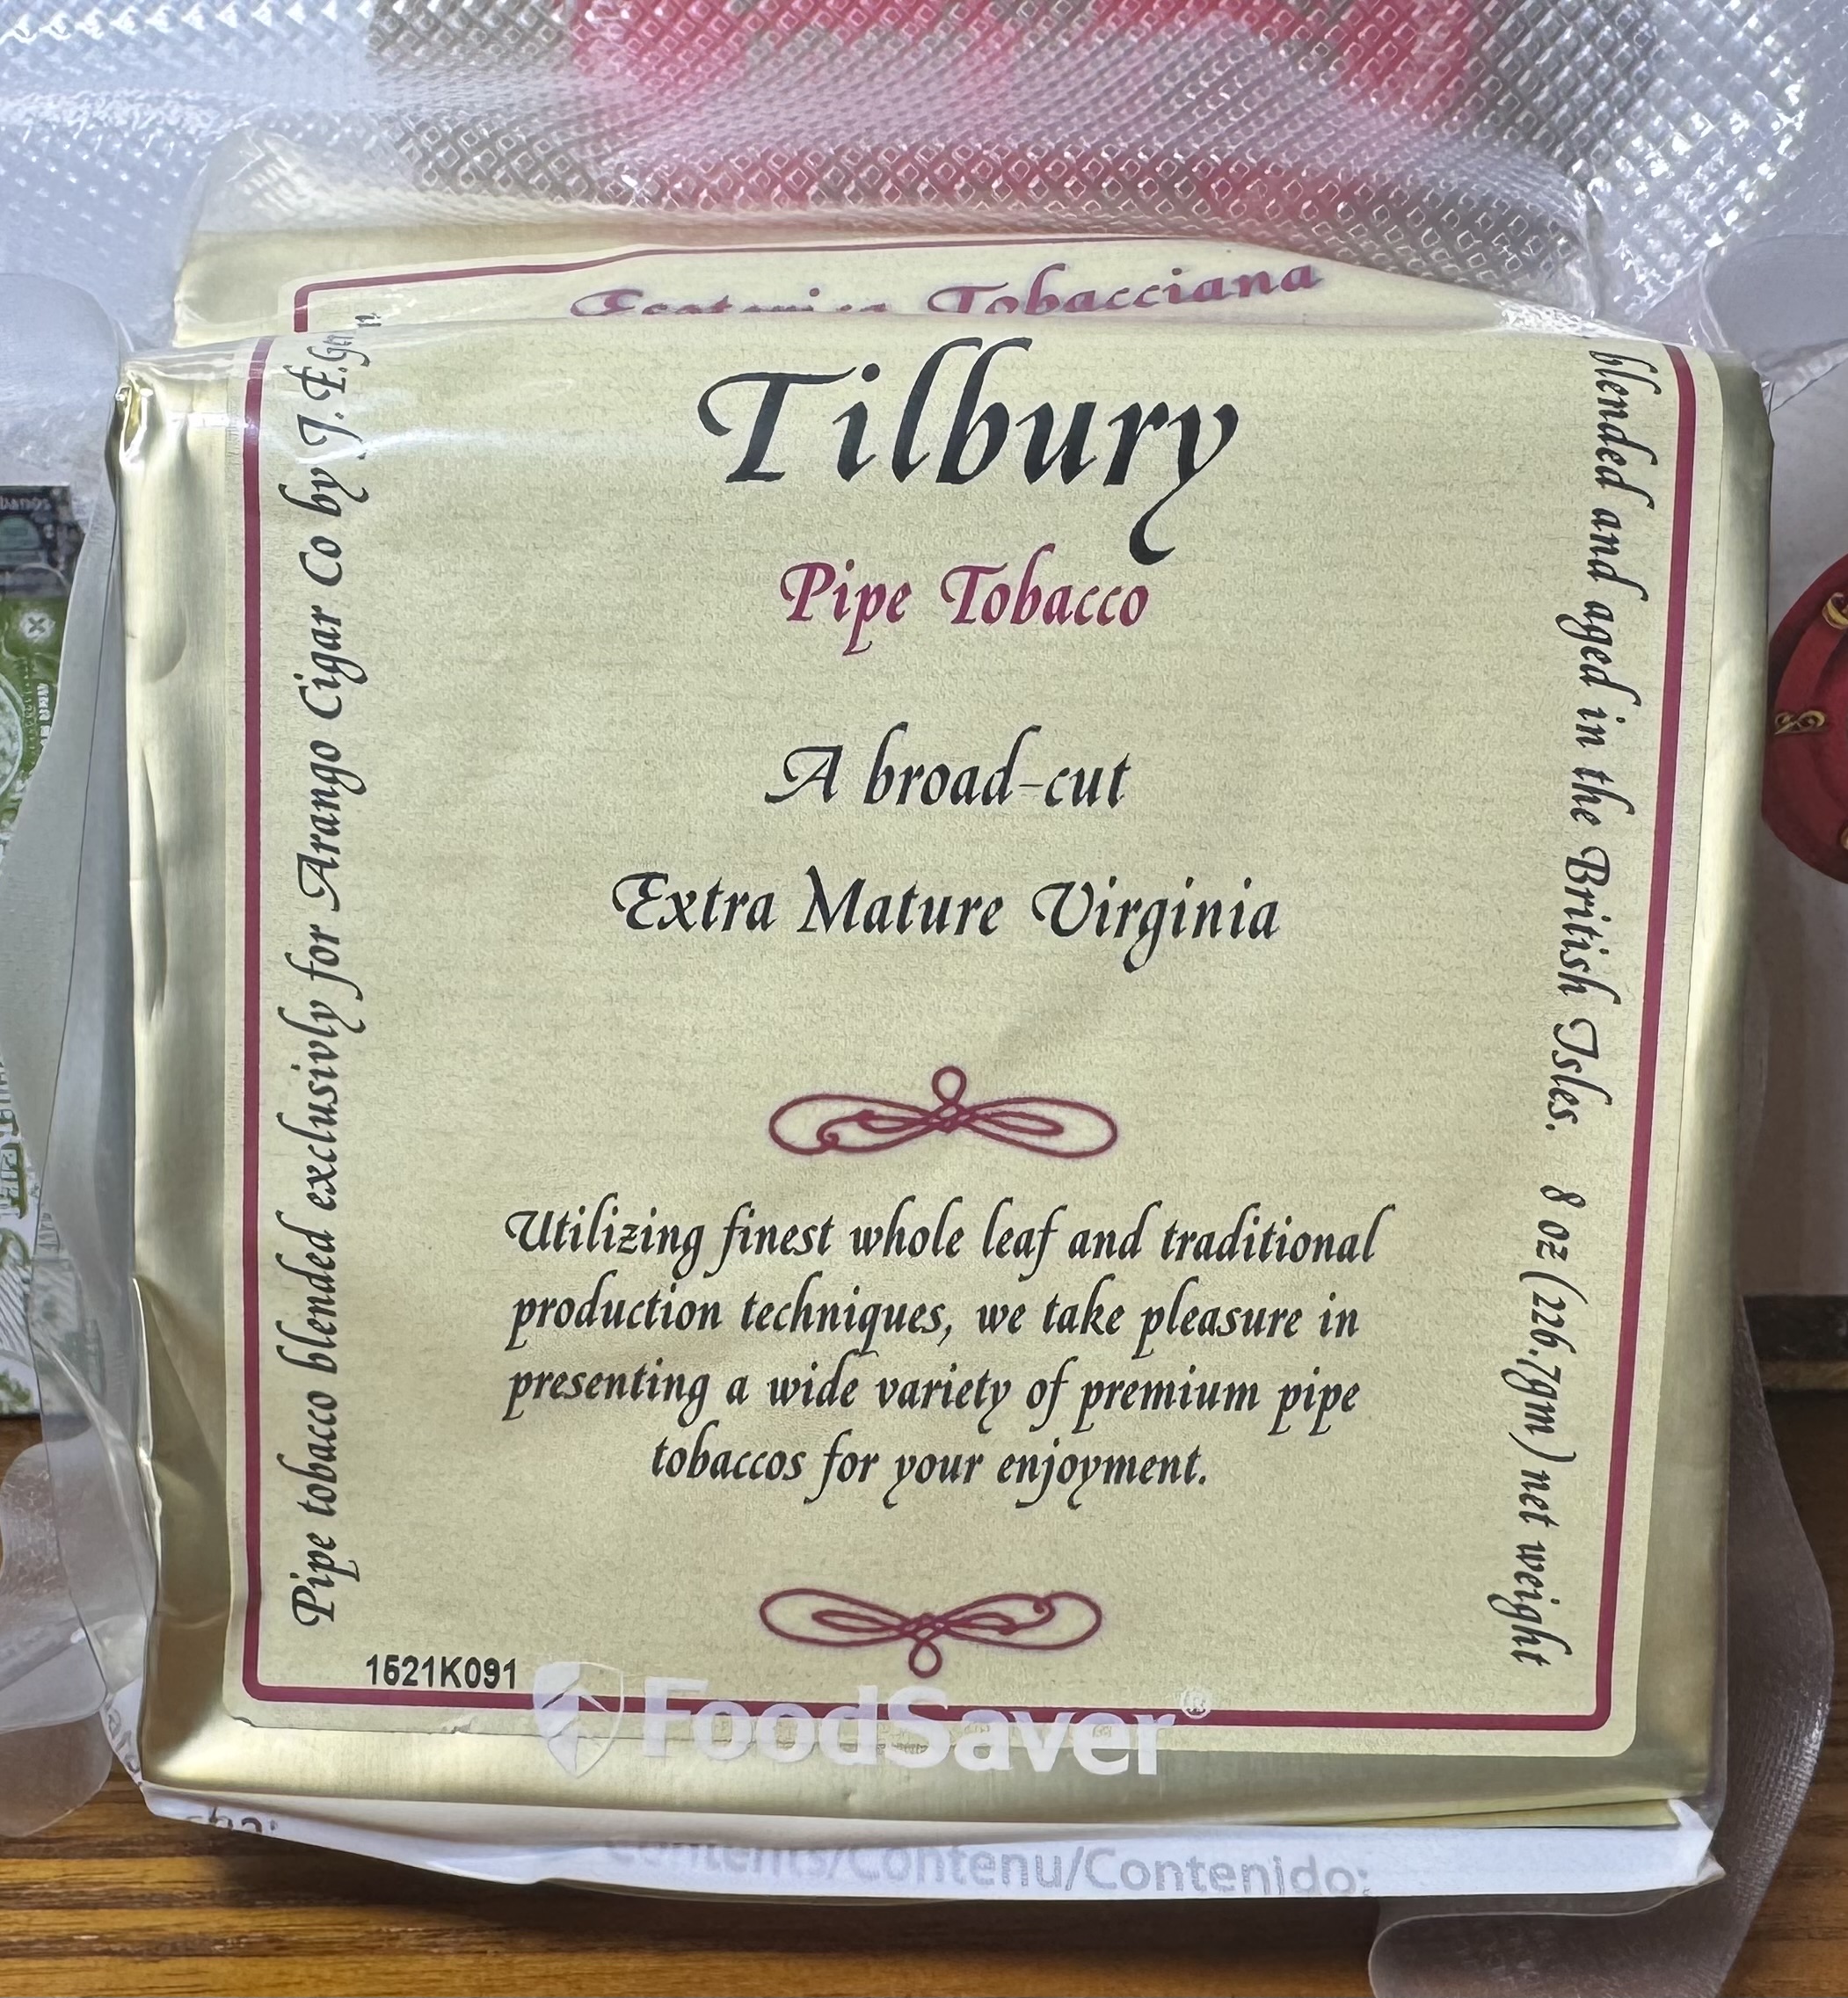 Tobacciana
Tilbury
Pipe Tobacco
A broad-cut
Extra Mature Virginia
Utilizing finest whole leaf and traditional
production techniques, we take pleasure in
presenting a wide variety of premium pipe
tobaccos for your enjoyment.
Pipe tobacco blended exclusivly for Arango Cigar Co by J.F.
blended and aged in the British Isles. 8 oz (226.7gm) net weight
1521K091
FoodSaver®
Contents/Contenu/Contenido: